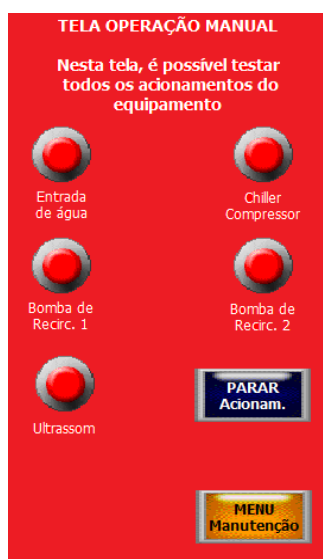 TELA OPERAÇÃO MANUAL
Nesta tela, é possível testar
todos os acionamentos do
equipamento
Entrada
de água
Chiller
Compressor
Bomba de
Recirc. 1
Bomba de
Recirc. 2
Ultrassom
PARAR
Acionam.
MENU
Manutenção